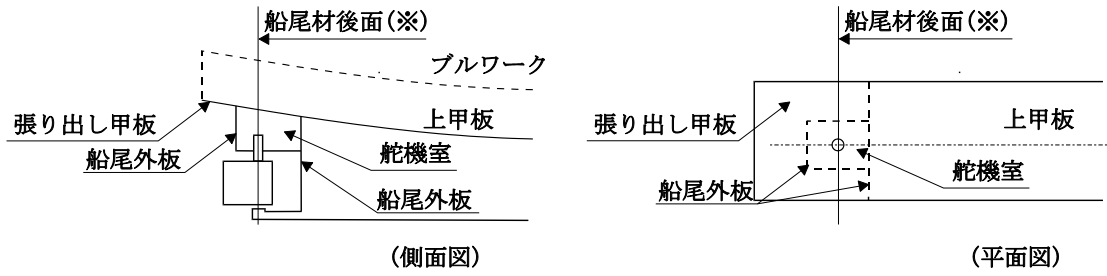 船尾材後面(※)
ブルワーク
張り出し甲板
上甲板
船尾外板
舵機室
船尾外板
(側面図)
船尾材後面(※)
張り出し甲板
上甲板
舵機室
船尾外板
(平面図)